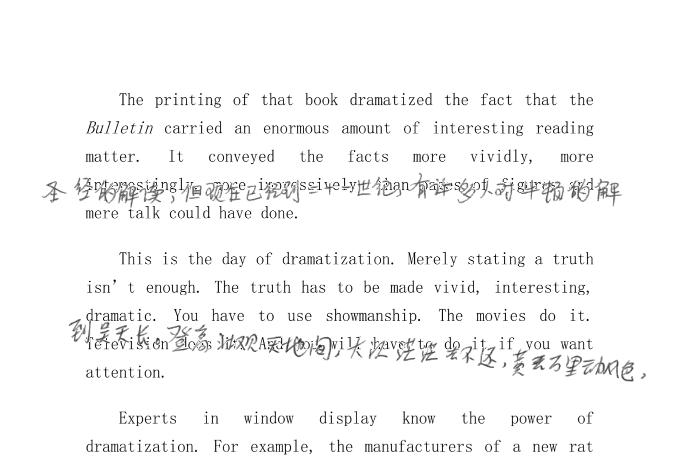 The printing of that book dramatized the fact that the
Bulletin carried an enormous amount of interesting reading
matter. It conveyed the facts more vividly, more
interestingly, more impressively, than pages of figures and
圣经的解读，但现在已经到二十一世纪，有许多人对牛顿的解
mere talk could have done.
This is the day of dramatization. Merely stating a truth
isn't enough. The truth has to be made vivid, interesting,
dramatic. You have to use showmanship. The movies do it.
到吴天长。登高壮观天地间，大江茫茫去不还，黄云万里动风色，
Television does it. And you will have to do it if you want
attention.
Experts in window display know the power of
dramatization. For example, the manufacturers of a new rat